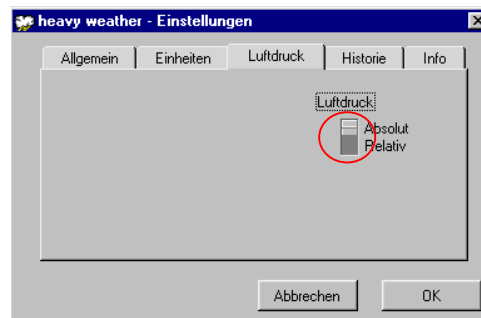 heavy weather - Einstellungen
Allgemein Einheiten Luftdruck Historie Info
Luftdruck
Absolut
Relativ
Abbrechen OK